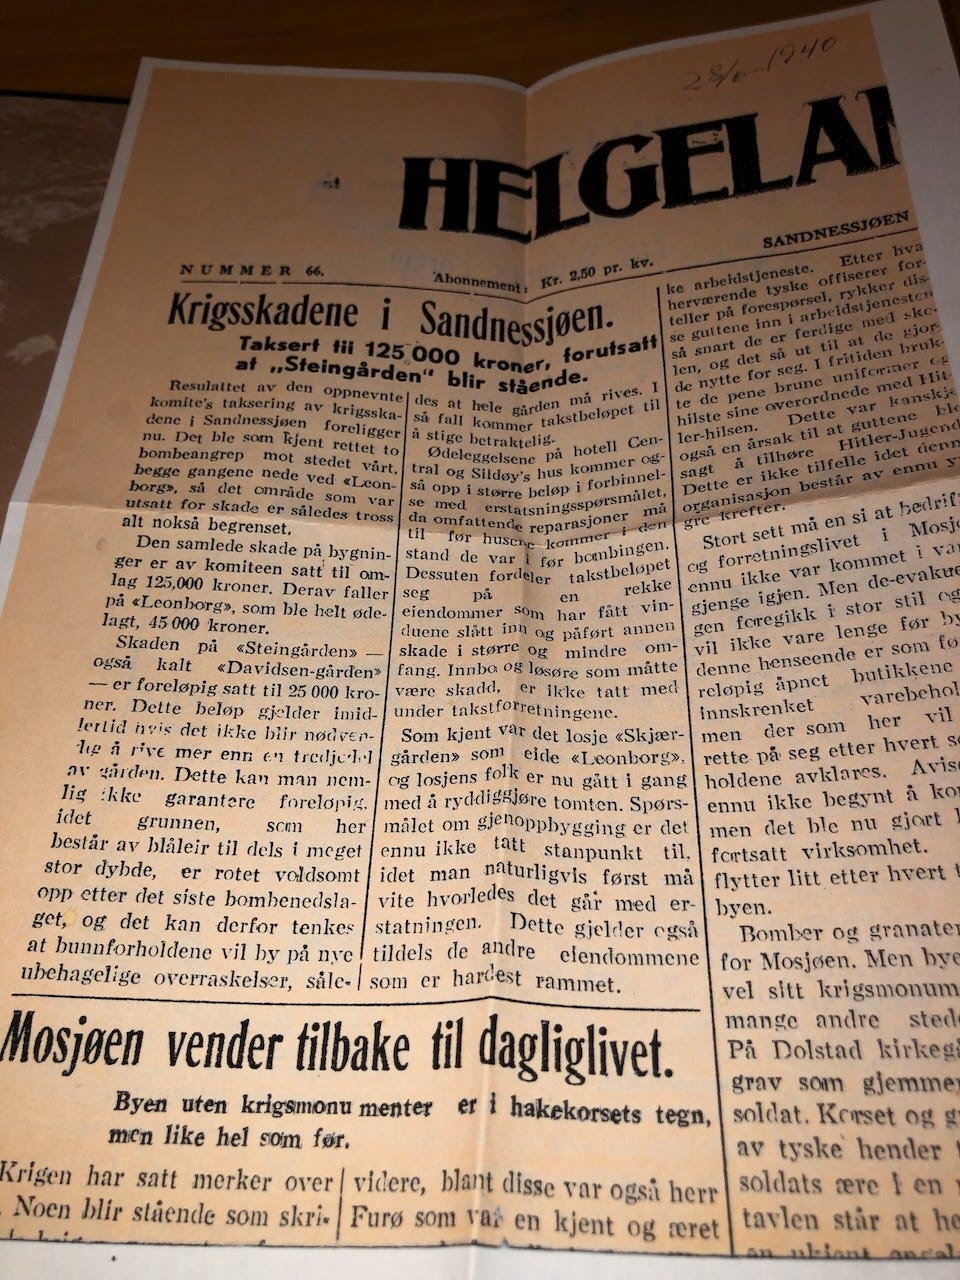 28/6-1940
HELGELA
NUMMER 66.
Abonnement: Kr. 2,50 pr. kv.
SANDNESSJØEN
Krigsskadene i Sandnessjøen.
Taksert til 125 000 kroner, forutsatt
at „Steingården“ blir stående.
Resulattet av den oppnevnte
komite's taksering av krigsska-
dene i Sandnessjøen foreligger
nu. Det ble som kjent rettet to
bombeangrep mot stedet vårt,
begge gangene nede ved «Leon-
borg», så det område som var
utsatt for skade er således tross
alt nokså begrenset.
Den samlede skade på bygnin-
ger er av komiteen satt til om-
lag 125,000 kroner. Derav faller
på «Leonborg», som ble helt øde-
lagt, 45 000 kroner.
Skaden på «Steingården» —
også kalt «Davidsen-gården»
— er foreløpig satt til 25 000 kro-
ner. Dette beløp gjelder imid-
lertid hvis det ikke blir nødven-
dig å rive mer enn en tredjedel
av gården. Dette kan man nem-
lig ikke garantere foreløpig.
idet grunnen, som her
består av blåleir til dels i meget
stor dybde, er rotet voldsomt
opp etter det siste bombenedsla-
get, og det kan derfor tenkes
at bunnforholdene vil by på nye
ubehagelige overraskelser, såle-
des at hele gården må rives. I
så fall kommer takstbeløpet til
å stige betraktelig.
Ødeleggelsene på hotell Cen-
tral og Sildøy's hus kommer og-
så opp i større beløp i forbinnel-
se med erstatningsspørsmålet,
da omfattende reparasjoner må
til før husene kommer i den
stand de var i før bombingen.
Dessuten fordeler takstbeløpet
seg på en rekke
eiendommer som har fått vin-
duene slått inn og påført annen
skade i større og mindre om-
fang. Innbo og løsøre som måtte
være skadd, er ikke tatt med
under takstforretningene.
Som kjent var det losje «Skjær-
gården» som eide «Leonborg»,
og losjens folk er nu gått i gang
med å ryddiggjøre tomten. Spørs-
målet om gjenoppbygging er det
ennu ikke tatt stanpunkt til,
idet man naturligvis først må
vite hvorledes det går med er-
statningen. Dette gjelder også
tildels de andre eiendommene
som er hardest rammet.
ke arbeidstjeneste. Etter hva
herværende tyske offiserer for-
teller på forespørsel, rykker dis-
se guttene inn i arbeidstjenesten
så snart de er ferdige med sko-
len, og det så ut til at de gjor-
de nytte for seg. I fritiden bruk-
te de pene brune uniformer og
hilste sine overordnede med Hit-
ler-hilsen. Dette var kanskje
også en årsak til at guttene ble
sagt å tilhøre Hitler-Jugend
Dette er ikke tilfelle idet denne
organisasjon består av ennu
gre krefter.
Stort sett må en si at bedrif
og forretningslivet i Mosj
ennu ikke var kommet i van
gjenge igjen. Men de-evakue
gen foregikk i stor stil og
vil ikke vare lenge før by
denne henseende er som fø
reløpig åpnet butikkene
innskrenket varebehol
men der som her vil
rette på seg etter hvert s
holdene avklares. Avis
ennu ikke begynt å ko
men det ble nu gjort
fortsatt virksomhet.
flytter litt etter hvert t
byen.
Bomber og granater
for Mosjøen. Men bye
vel sitt krigsmonum
mange andre sted
På Dolstad kirkegå
grav som gjemmer
soldat. Korset og g
av tyske hender
soldats ære i en
tavlen står at he
en ukjent
Mosjøen vender tilbake til dagliglivet.
Byen uten krigsmonumenter er i hakekorsets tegn,
men like hel som før.
Krigen har satt merker over
. Noen blir stående som skri-
videre, blant disse var også herr
Furø som var en kjent og æret